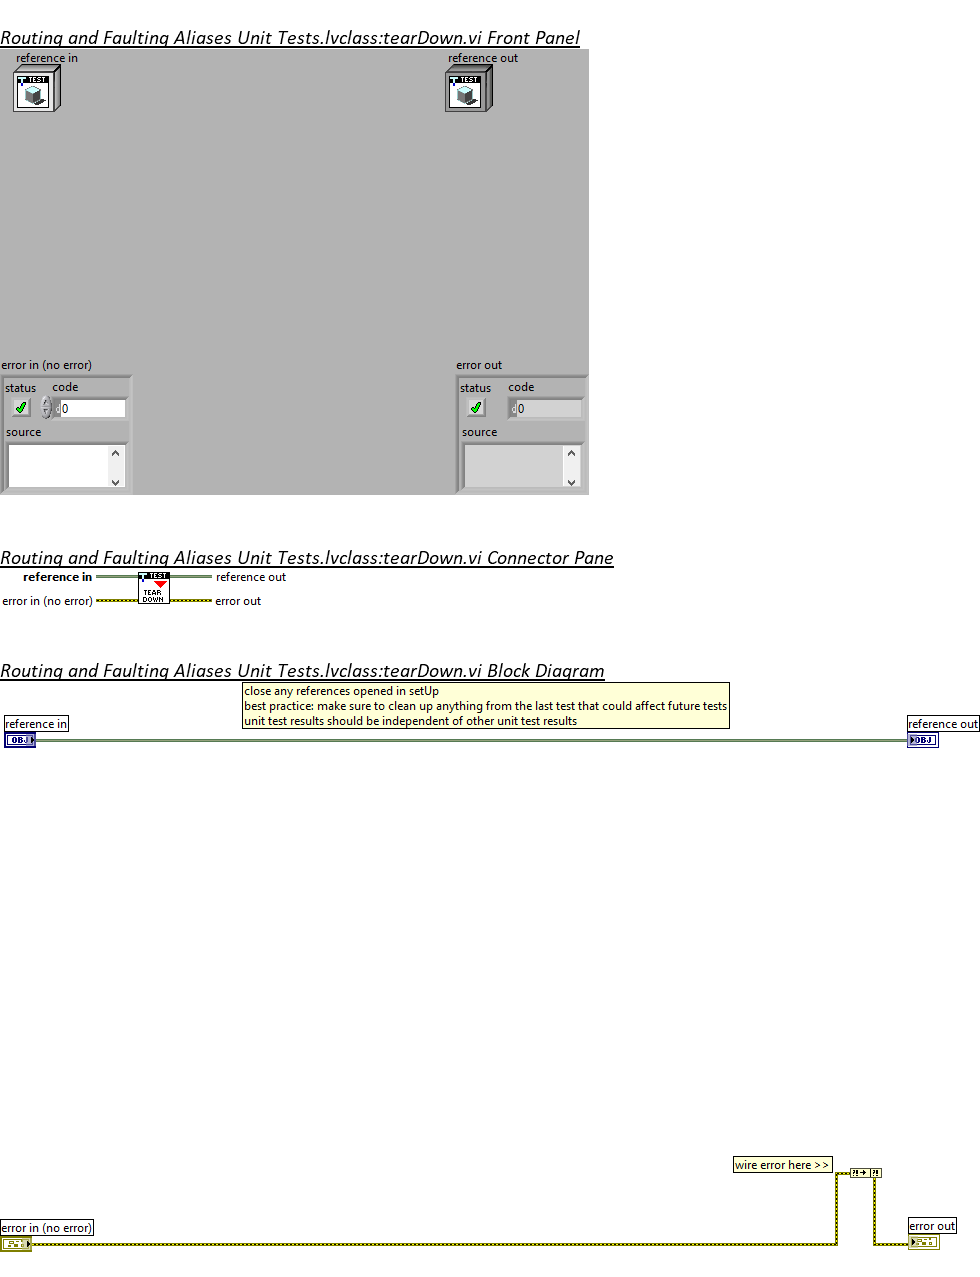 Routing and Faulting Aliases Unit Tests.lvclass:tearDown.vi Front Panel
reference in
reference out
TEST
TEST
error in (no error)
error out
status code
status code
d0
d0
source
source
Routing and Faulting Aliases Unit Tests.lvclass:tearDown.vi Connector Pane
reference in
TEST
reference out
TEAR
DOWN
error in (no error)
error out
Routing and Faulting Aliases Unit Tests.lvclass:tearDown.vi Block Diagram
close any references opened in setUp
best practice: make sure to clean up anything from the last test that could affect future tests
unit test results should be independent of other unit test results
reference in
reference out
OBJ
OBJ
wire error here >>
?!
?!
error in (no error)
error out